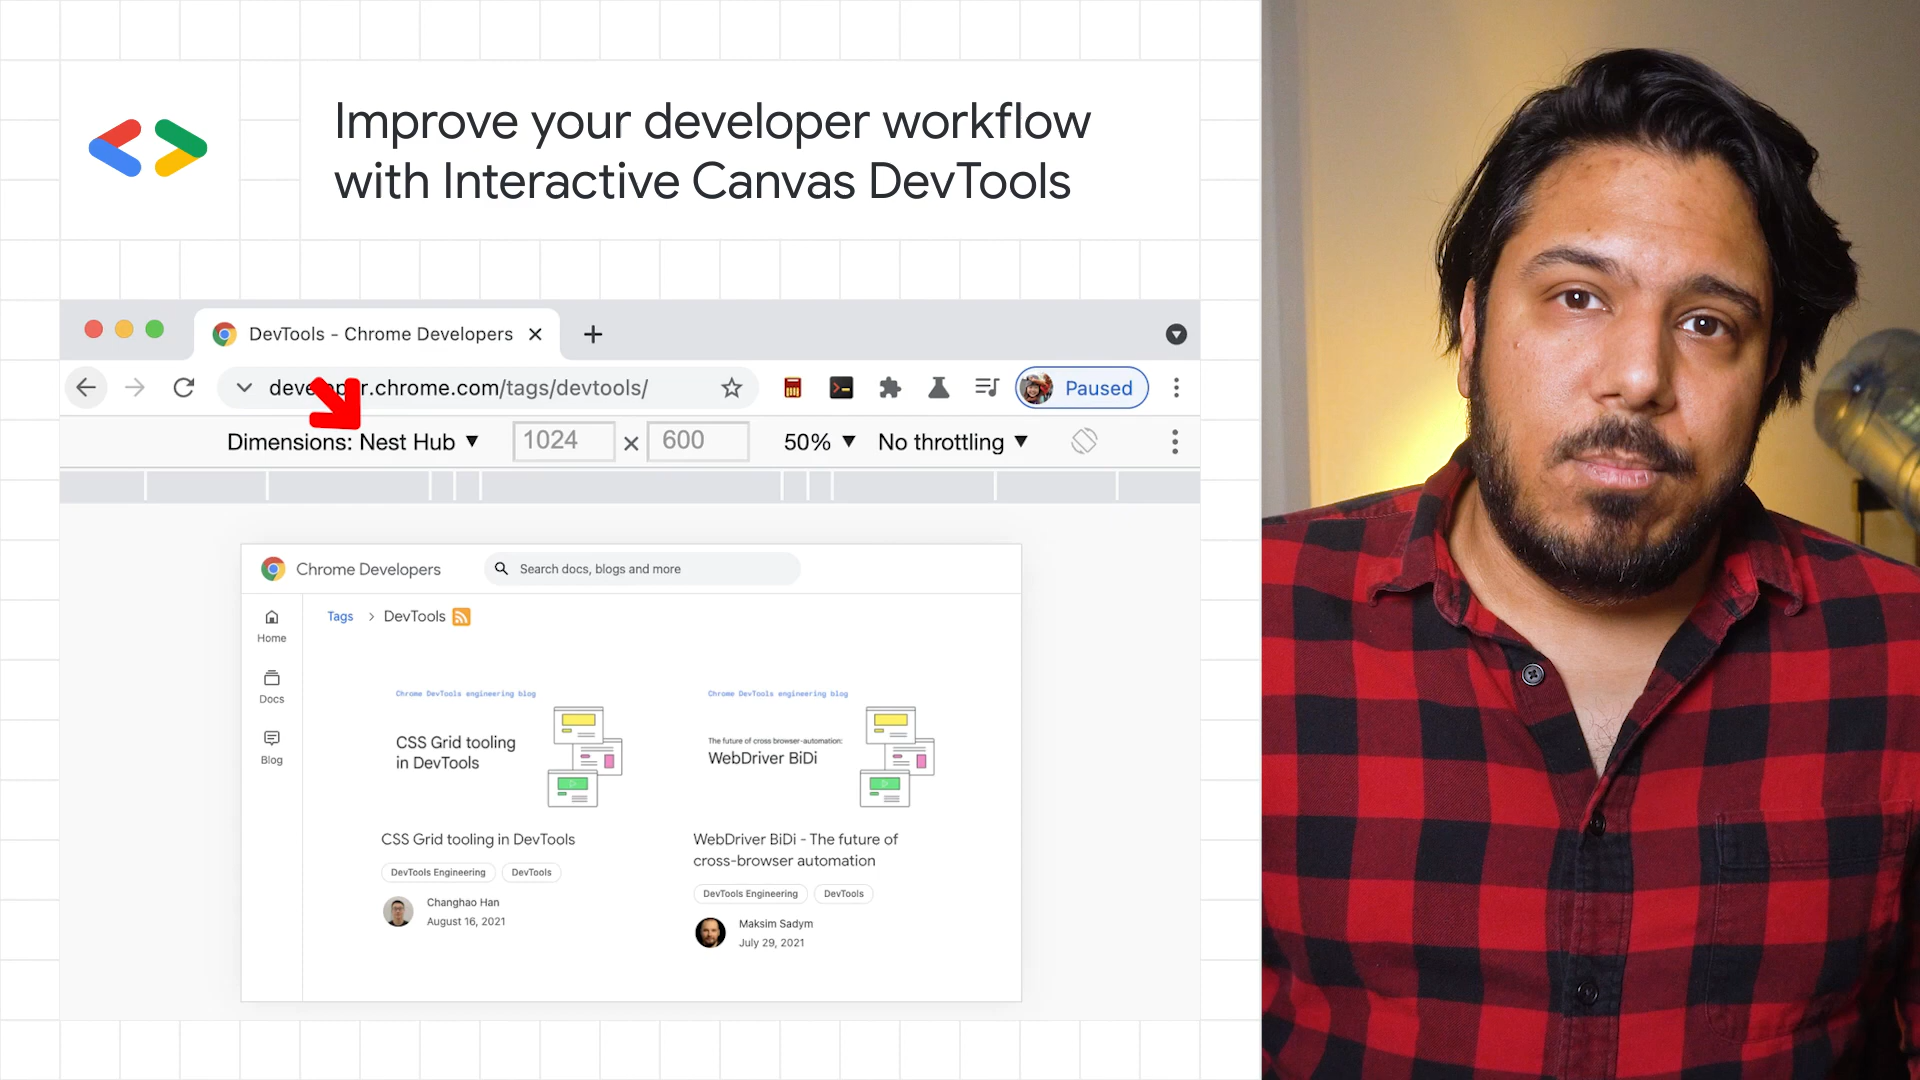 Improve your developer workflow
with Interactive Canvas DevTools
DevTools - Chrome Developers
developer.chrome.com/tags/devtools/
Paused
Dimensions: Nest Hub
1024 × 600
50%
No throttling
Chrome Developers
Search docs, blogs and more
Home
Docs
Blog
Tags > DevTools
Chrome DevTools engineering blog
CSS Grid tooling
in DevTools
CSS Grid tooling in DevTools
DevTools Engineering
DevTools
Changhao Han
August 16, 2021
Chrome DevTools engineering blog
The future of cross browser-automation:
WebDriver BiDi
WebDriver BiDi - The future of
cross-browser automation
DevTools Engineering
DevTools
Maksim Sadym
July 29, 2021